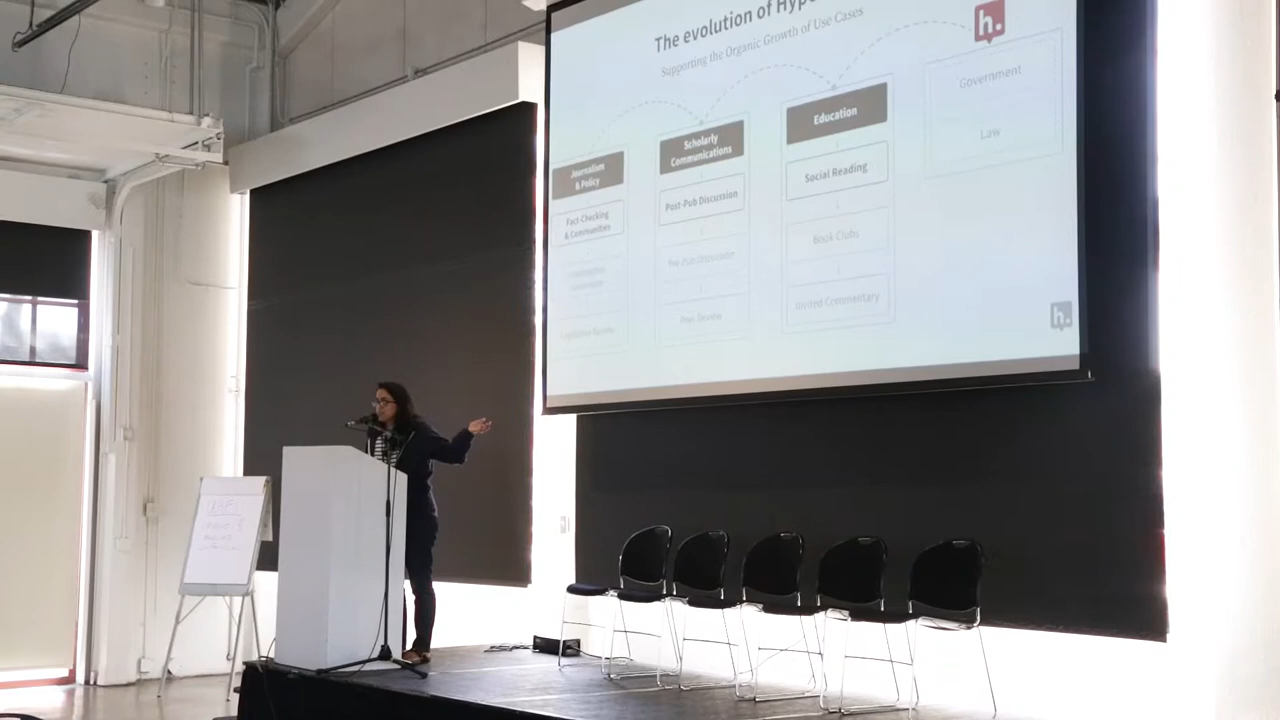 The evolution of Hypo
Supporting the Organic Growth of Use Cases
h.
Journalism
& Policy
Fact-Checking
& Communities
Scholarly
Communications
Post-Pub Discussion
Pre-Pub Discussion
Peer Review
Education
Social Reading
Book Clubs
Invited Commentary
Government
Law
h.